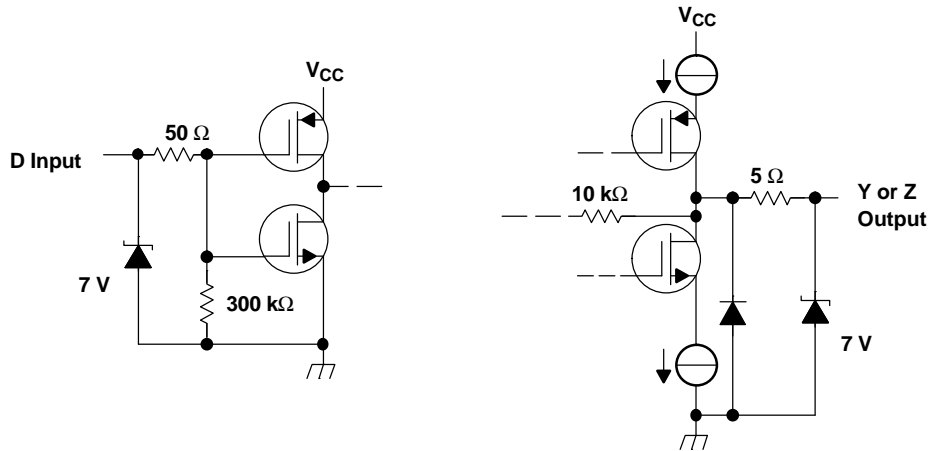 VCC
50 Ω
D Input
7 V
300 kΩ
VCC
10 kΩ
5 Ω
Y or Z
Output
7 V